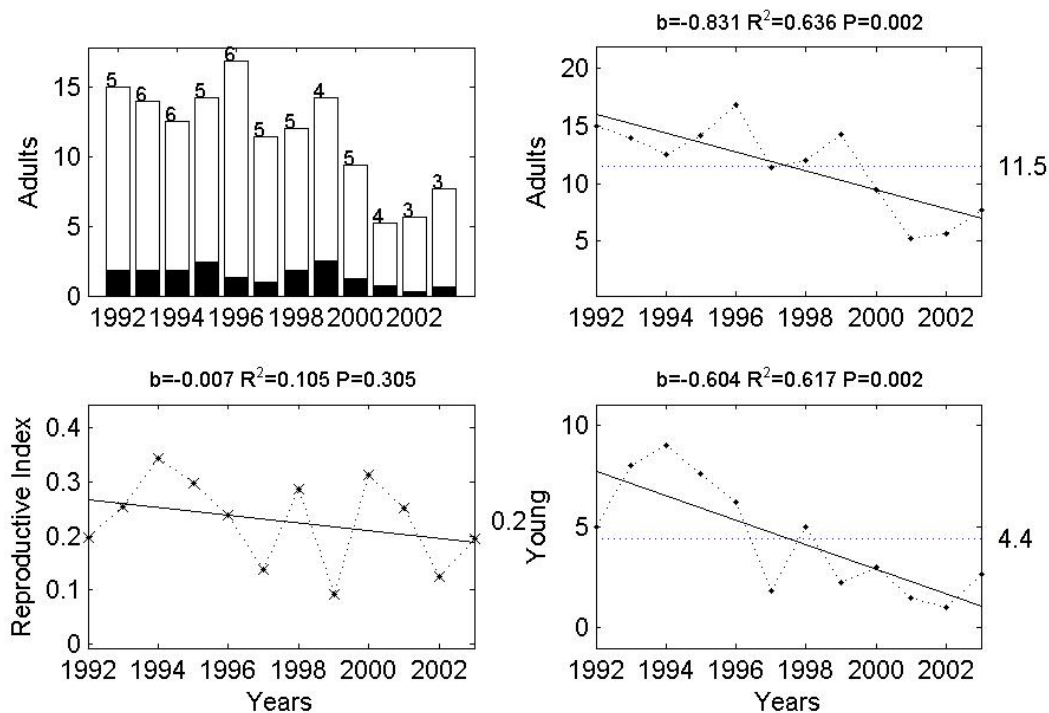 15
10
5
0
Adults
5
6
6
5
6
5
5
4
5
4
3
3
1992 1994 1996 1998 2000 2002
b=-0.831 R²=0.636 P=0.002
20
15
10
5
Adults
11.5
1992 1994 1996 1998 2000 2002
b=-0.007 R²=0.105 P=0.305
0.4
0.3
0.2
0.1
0
Reproductive Index
0.2
1992 1994 1996 1998 2000 2002
Years
b=-0.604 R²=0.617 P=0.002
10
5
0
Young
4.4
1992 1994 1996 1998 2000 2002
Years